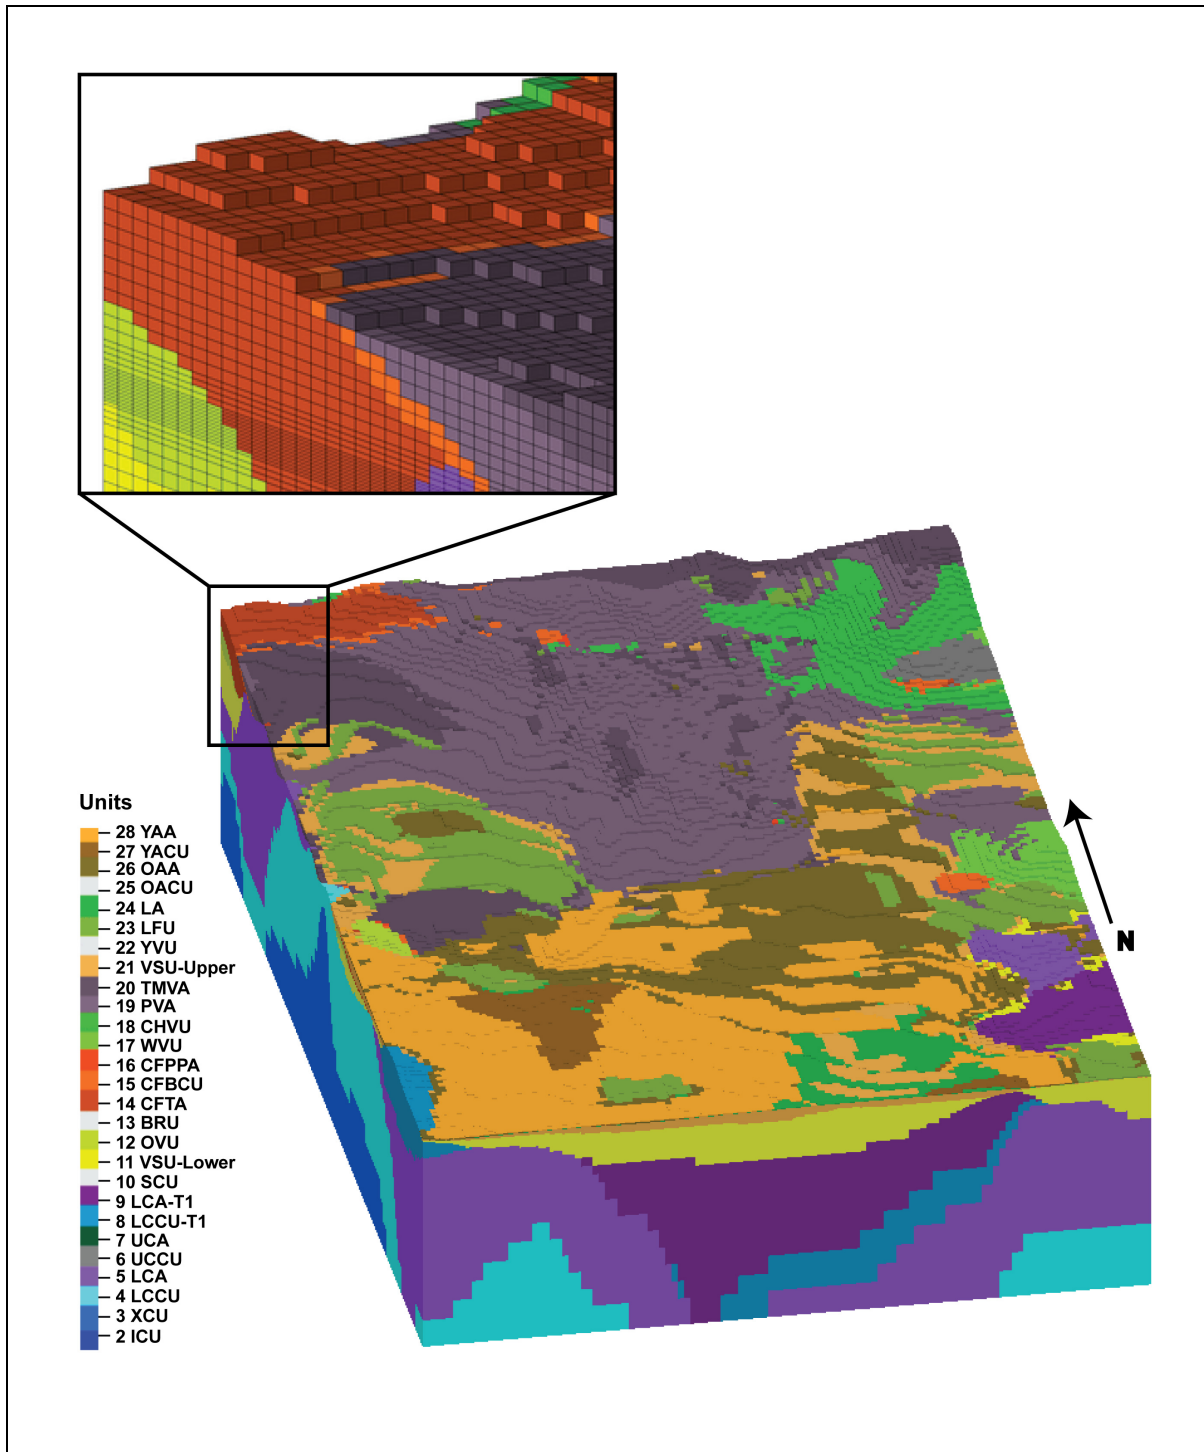 Units
28 YAA
27 YACU
26 OAA
25 OACU
24 LA
23 LFU
22 YVU
21 VSU-Upper
20 TMVA
19 PVA
18 CHVU
17 WVU
16 CFPPA
15 CFBCU
14 CFTA
13 BRU
12 OVU
11 VSU-Lower
10 SCU
9 LCA-T1
8 LCCU-T1
7 UCA
6 UCCU
5 LCA
4 LCCU
3 XCU
2 ICU
N